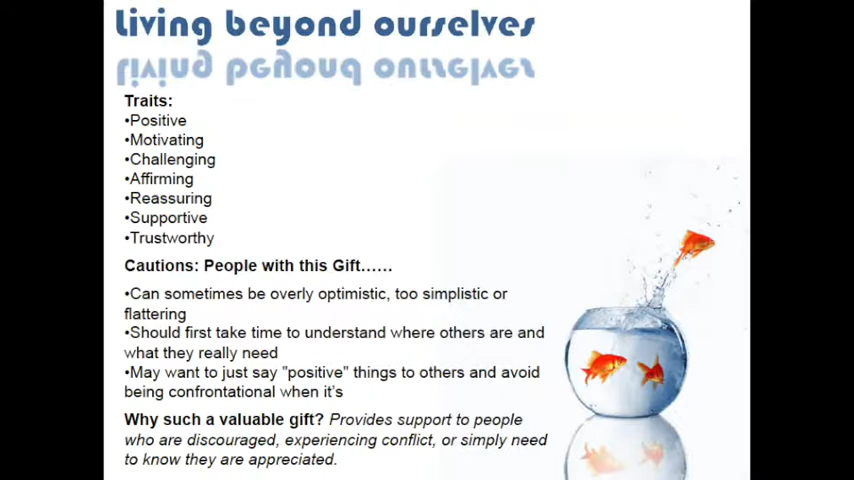 Living beyond ourselves
Traits:
•Positive
•Motivating
•Challenging
•Affirming
•Reassuring
•Supportive
•Trustworthy
Cautions: People with this Gift……
•Can sometimes be overly optimistic, too simplistic or
flattering
•Should first take time to understand where others are and
what they really need
•May want to just say "positive" things to others and avoid
being confrontational when it's
Why such a valuable gift? Provides support to people
who are discouraged, experiencing conflict, or simply need
to know they are appreciated.